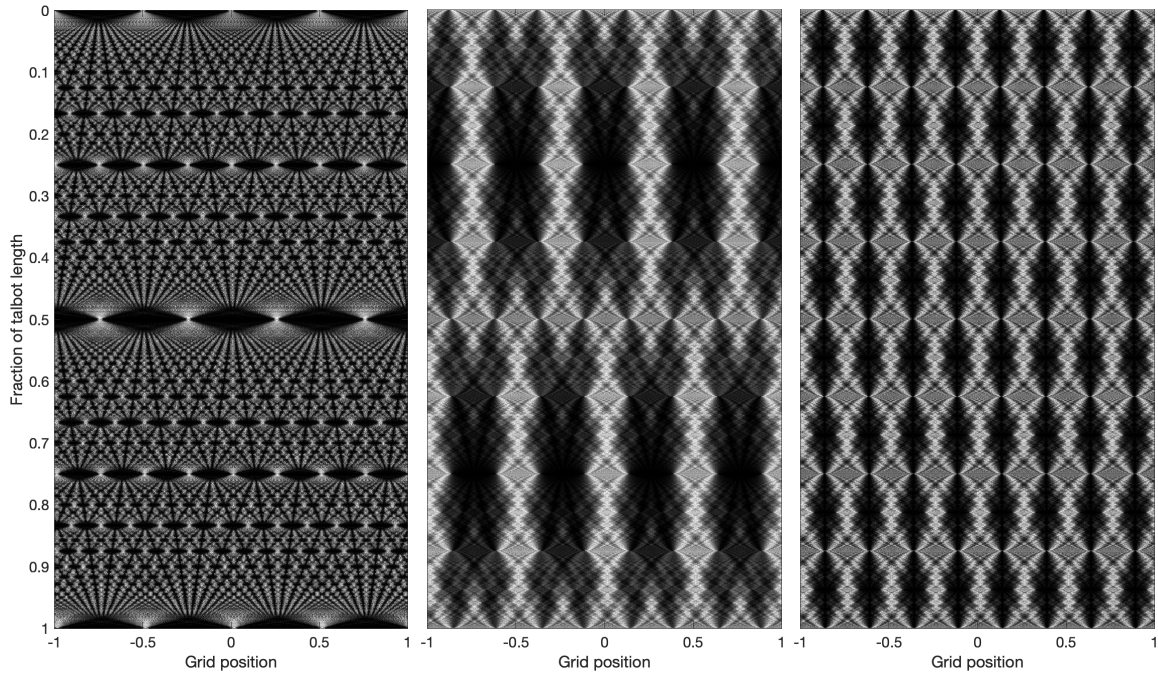 0
0.1
0.2
0.3
0.4
0.5
0.6
0.7
0.8
0.9
1
Fraction of talbot length
-1 -0.5 0 0.5 1
Grid position
-1 -0.5 0 0.5 1
Grid position
-1 -0.5 0 0.5 1
Grid position